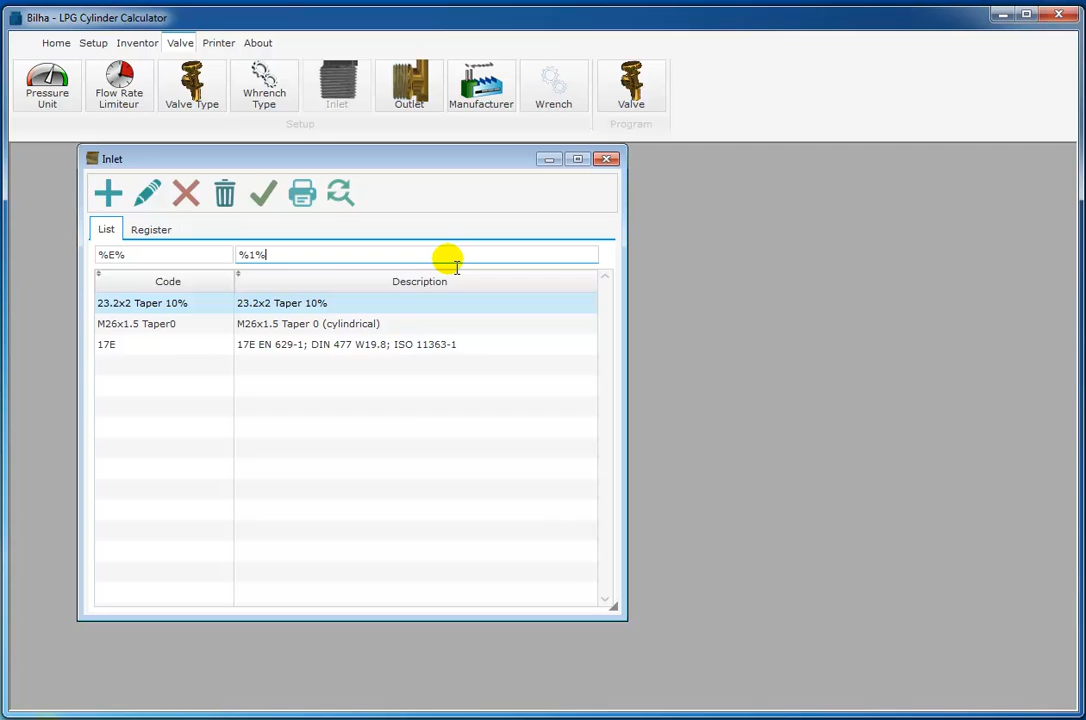 Bilha - LPG Cylinder Calculator
Home Setup Inventor Valve Printer About
Pressure Unit
Flow Rate Limiteur
Valve Type
Whrench Type
Inlet
Outlet
Manufacturer
Wrench
Valve
Setup
Program
Inlet
List Register
%E% %1%
Code Description
23.2x2 Taper 10% 23.2x2 Taper 10%
M26x1.5 Taper0 M26x1.5 Taper 0 (cylindrical)
17E 17E EN 629-1; DIN 477 W19.8; ISO 11363-1